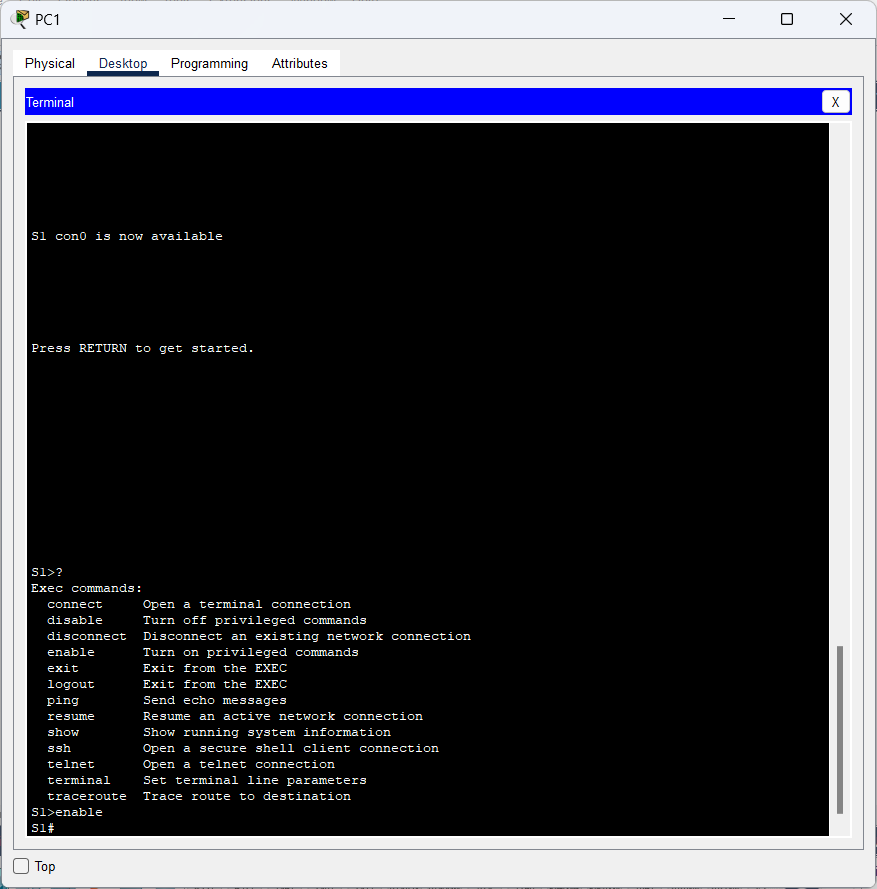 PC1
Physical Desktop Programming Attributes
Terminal X
S1 con0 is now available
Press RETURN to get started.
S1>?
Exec commands:
  connect     Open a terminal connection
  disable     Turn off privileged commands
  disconnect  Disconnect an existing network connection
  enable      Turn on privileged commands
  exit        Exit from the EXEC
  logout      Exit from the EXEC
  ping        Send echo messages
  resume      Resume an active network connection
  show        Show running system information
  ssh         Open a secure shell client connection
  telnet      Open a telnet connection
  terminal    Set terminal line parameters
  traceroute  Trace route to destination
S1>enable
S1#
Top